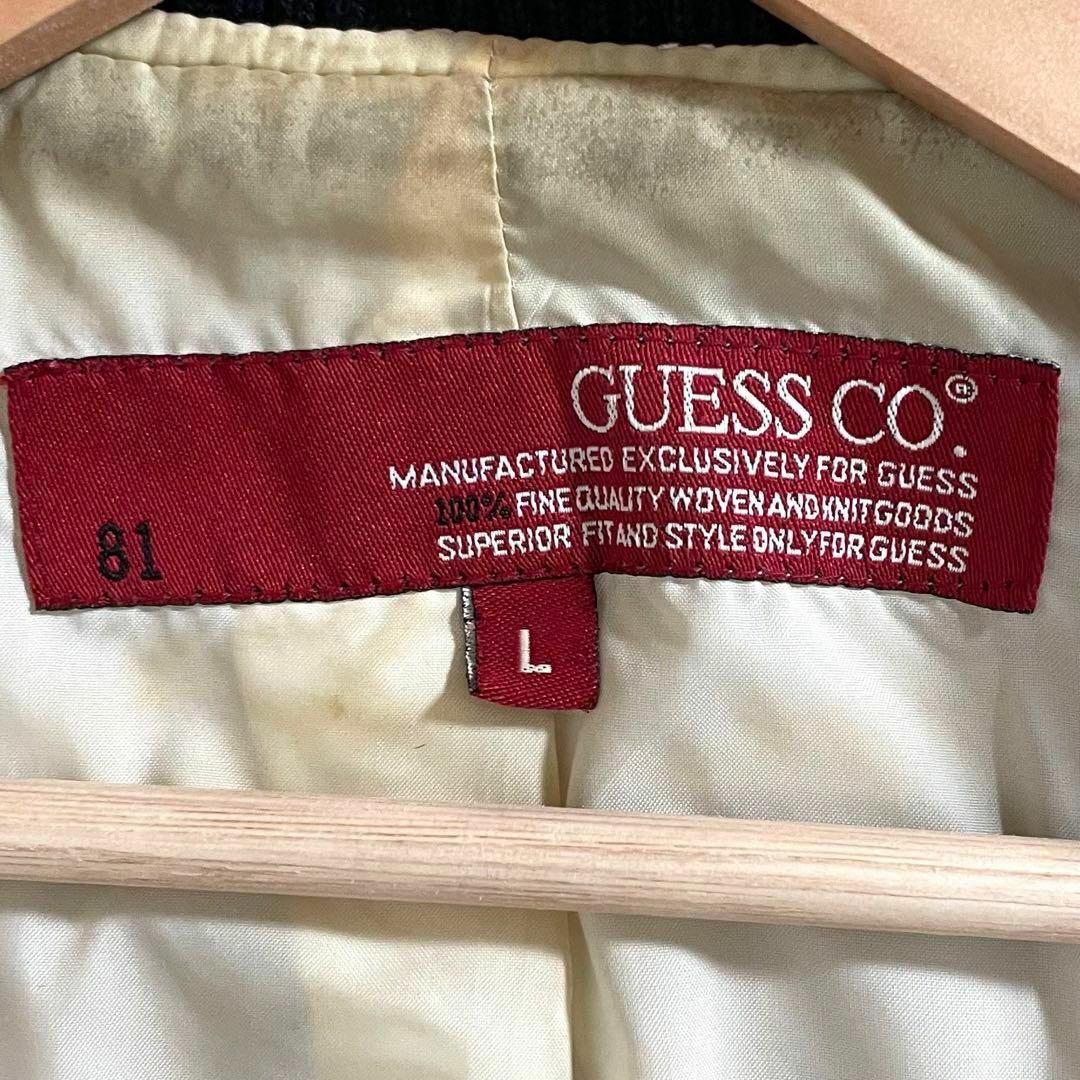 GUESS CO.®
MANUFACTURED EXCLUSIVELY FOR GUESS
100% FINE QUALITY WOVEN AND KNIT GOODS
SUPERIOR FIT AND STYLE ONLY FOR GUESS
81
L